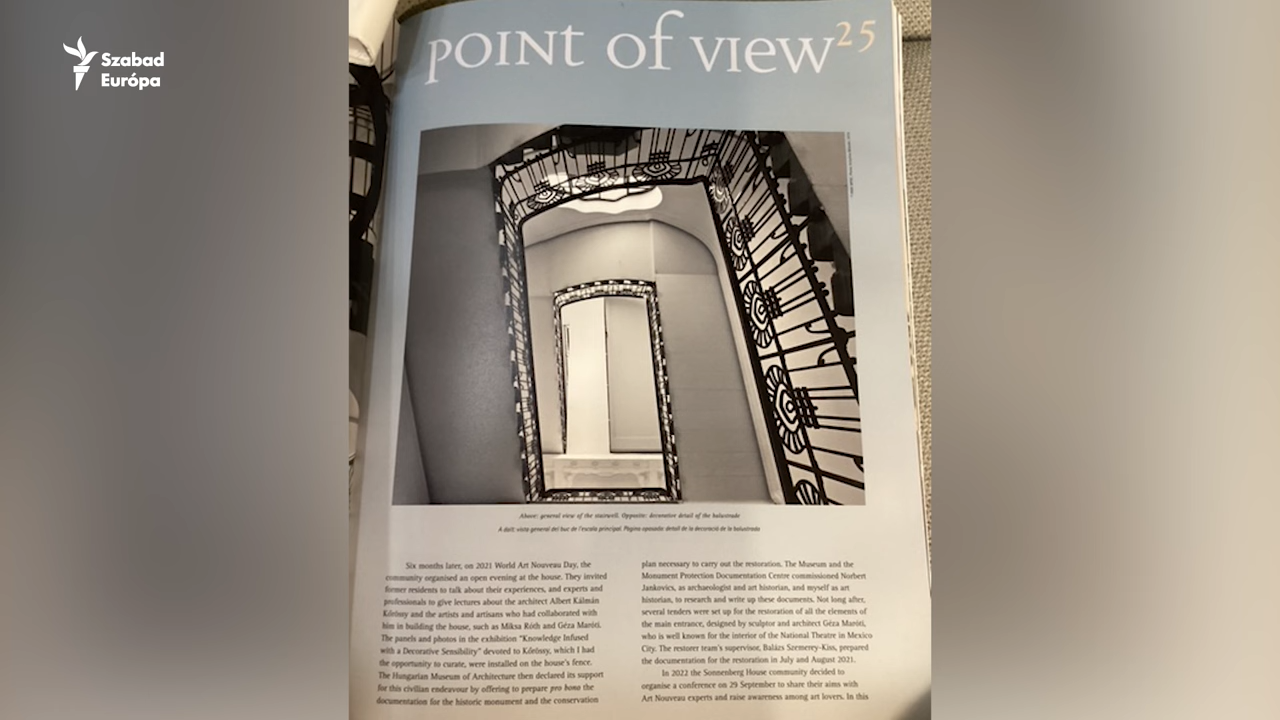 Szabad
Európa
POINT of VIEW 25
Above: general view of the stairwell. Opposite: decorative detail of the balustrade
A dalt: vista general del buc de l'escala principal. Pàgina oposada: detall de la decoració de la balustrada
Six months later, on 2021 World Art Nouveau Day, the
community organised an open evening at the house. They invited
former residents to talk about their experiences, and experts and
professionals to give lectures about the architect Albert Kálmán
Kőrössy and the artists and artisans who had collaborated with
him in building the house, such as Miksa Róth and Géza Maróti.
The panels and photos in the exhibition "Knowledge Infused
with a Decorative Sensibility" devoted to Kőrössy, which I had
the opportunity to curate, were installed on the house's fence.
The Hungarian Museum of Architecture then declared its support
for this civilian endeavour by offering to prepare pro bona the
documentation for the historic monument and the conservation
plan necessary to carry out the restoration. The Museum and the
Monument Protection Documentation Centre commissioned Norbert
Jankovics, as archaeologist and art historian, and myself as art
historian, to research and write up these documents. Not long after,
several tenders were set up for the restoration of all the elements of
the main entrance, designed by sculptor and architect Géza Maróti,
who is well known for the interior of the National Theatre in Mexico
City. The restorer team's supervisor, Balázs Szemerey-Kiss, prepared
the documentation for the restoration in July and August 2021.
In 2022 the Sonnenberg House community decided to
organise a conference on 29 September to share their aims with
Art Nouveau experts and raise awareness among art lovers. In this